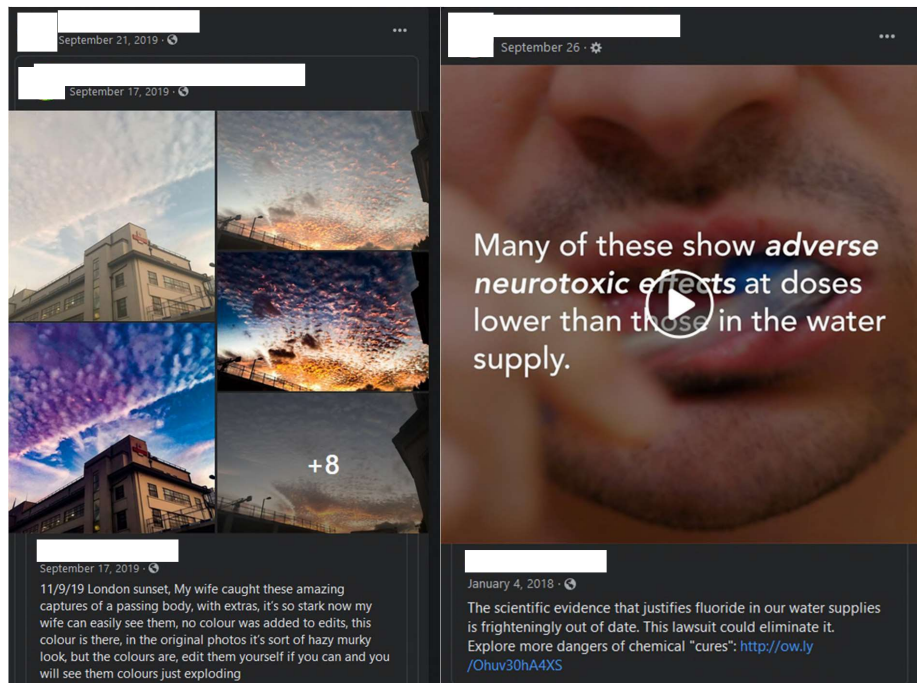 September 21, 2019
September 17, 2019
+8
September 17, 2019
11/9/19 London sunset, My wife caught these amazing
captures of a passing body, with extras, it's so stark now my
wife can easily see them, no colour was added to edits, this
colour is there, in the original photos it's sort of hazy murky
look, but the colours are, edit them yourself if you can and you
will see them colours just exploding
September 26
Many of these show adverse
neurotoxic effects at doses
lower than those in the water
supply.
January 4, 2018
The scientific evidence that justifies fluoride in our water supplies
is frighteningly out of date. This lawsuit could eliminate it.
Explore more dangers of chemical "cures": http://ow.ly
/Ohuv30hA4XS